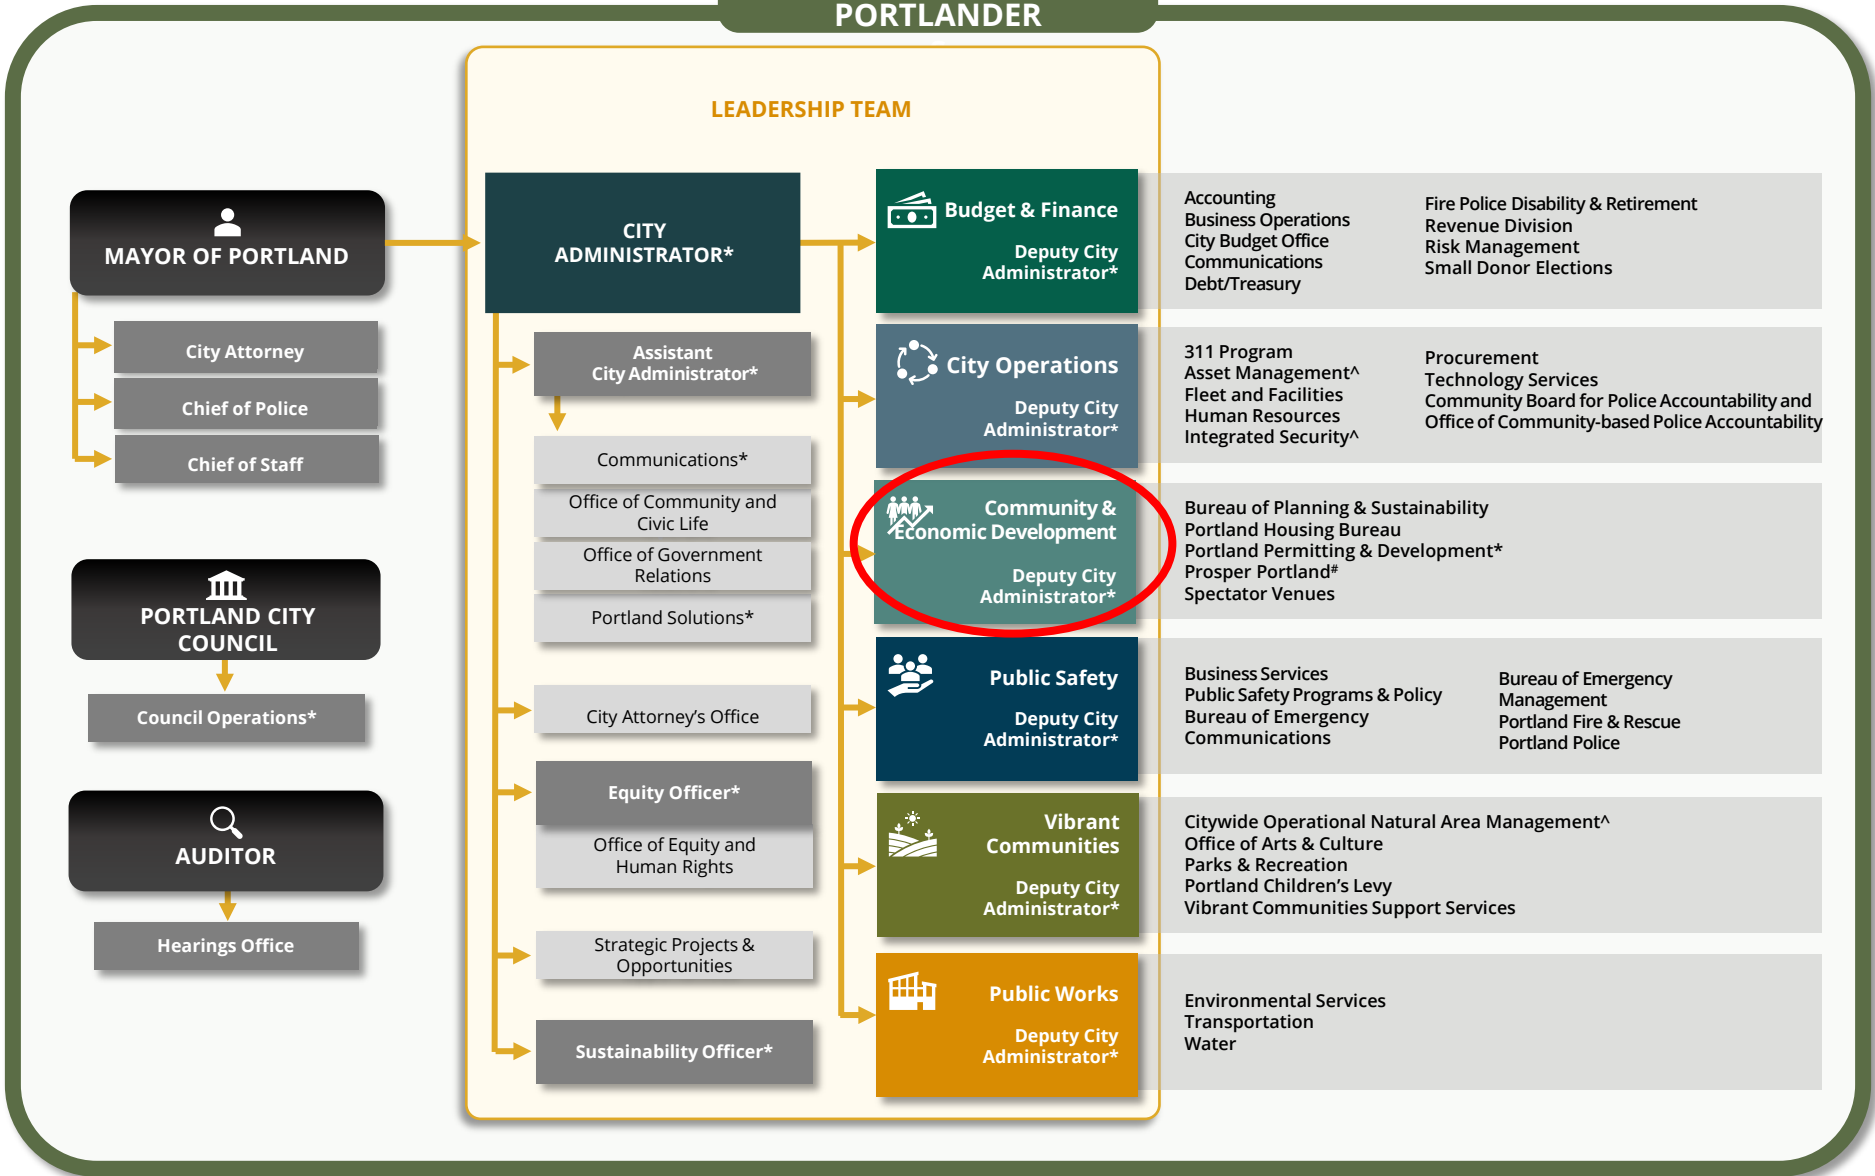 PORTLANDER
LEADERSHIP TEAM
MAYOR OF PORTLAND
City Attorney
Chief of Police
Chief of Staff
PORTLAND CITY
COUNCIL
Council Operations*
AUDITOR
Hearings Office
CITY
ADMINISTRATOR*
Assistant
City Administrator*
Communications*
Office of Community and
Civic Life
Office of Government
Relations
Portland Solutions*
City Attorney's Office
Equity Officer*
Office of Equity and
Human Rights
Strategic Projects &
Opportunities
Sustainability Officer*
Budget & Finance
Deputy City
Administrator*
Accounting
Business Operations
City Budget Office
Communications
Debt/Treasury
Fire Police Disability & Retirement
Revenue Division
Risk Management
Small Donor Elections
City Operations
Deputy City
Administrator*
311 Program
Asset Management^
Fleet and Facilities
Human Resources
Integrated Security^
Procurement
Technology Services
Community Board for Police Accountability and
Office of Community-based Police Accountability
Community &
Economic Development
Deputy City
Administrator*
Bureau of Planning & Sustainability
Portland Housing Bureau
Portland Permitting & Development*
Prosper Portland#
Spectator Venues
Public Safety
Deputy City
Administrator*
Business Services
Public Safety Programs & Policy
Bureau of Emergency
Communications
Bureau of Emergency
Management
Portland Fire & Rescue
Portland Police
Vibrant
Communities
Deputy City
Administrator*
Citywide Operational Natural Area Management^
Office of Arts & Culture
Parks & Recreation
Portland Children's Levy
Vibrant Communities Support Services
Public Works
Deputy City
Administrator*
Environmental Services
Transportation
Water